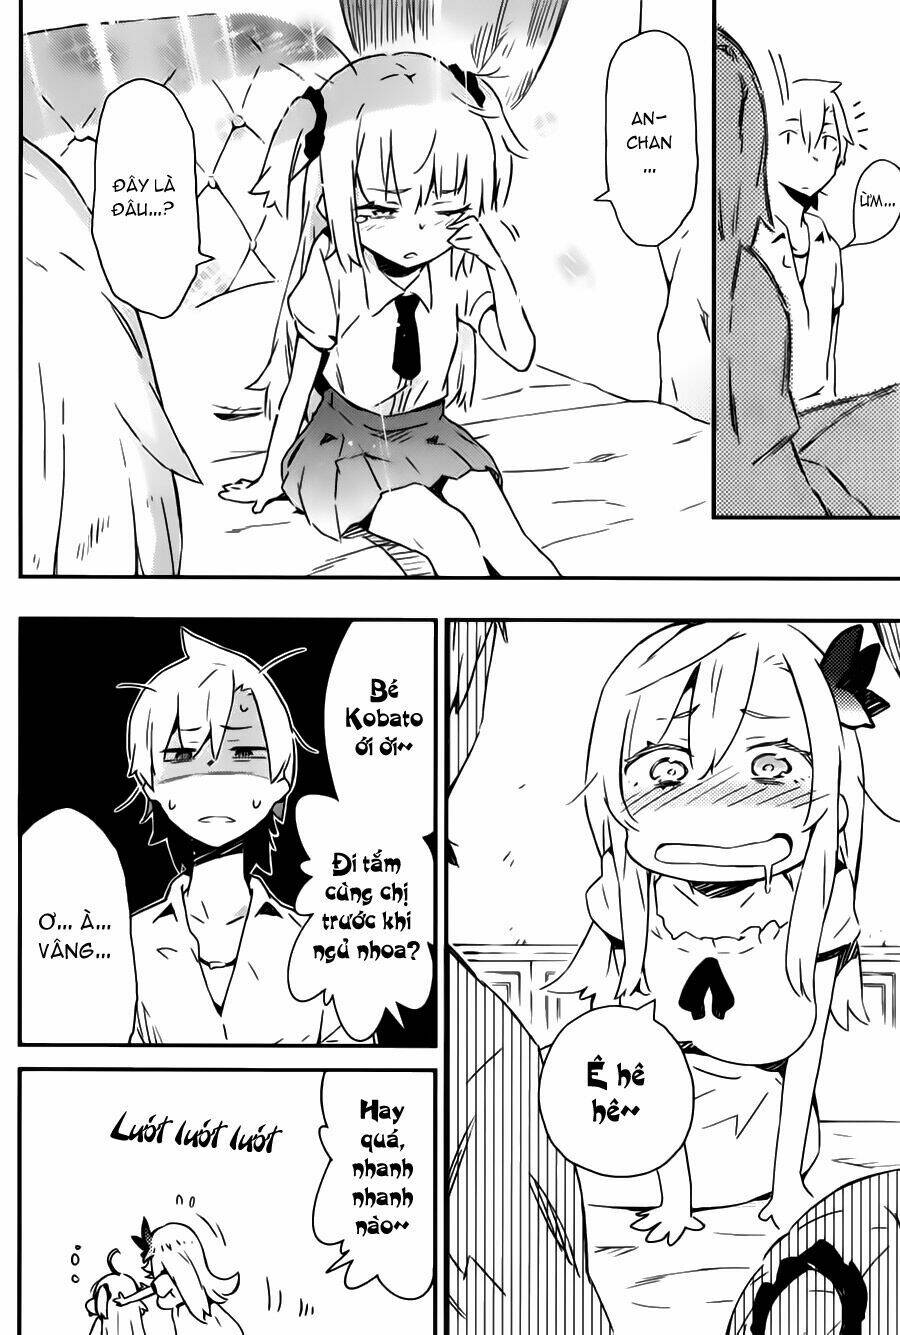 ỪM...
AN-
CHAN
...
ĐÂY LÀ
ĐÂU...?
Ê hê
hê~
Bé
Kobato
ới ời~
Đi tắm
cùng chị
trước khi
ngủ nhoa?
Ơ... À...
VÂNG...
Hay
quá,
nhanh
nhanh
nào~
Lướt lướt lướt